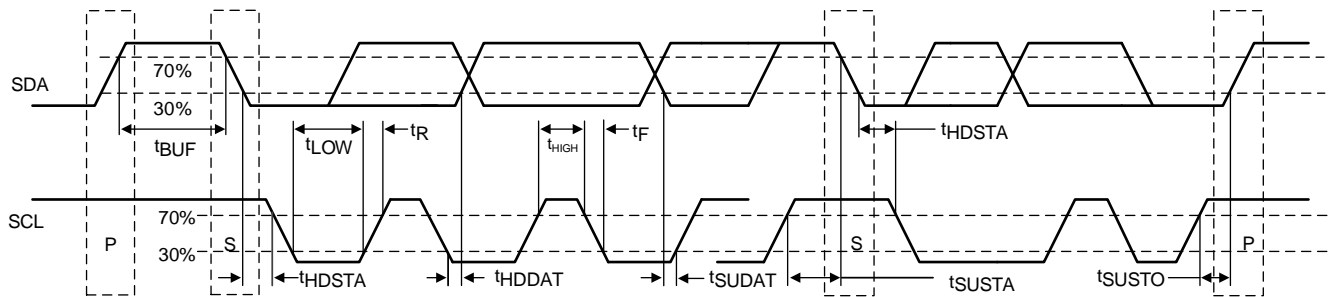 SDA
70%
30%
tBUF
tLOW
tR
tHIGH
tF
tHDSTA
SCL
70%
30%
P
S
S
P
tHDSTA
tHDDAT
tSUDAT
tSUSTA
tSUSTO